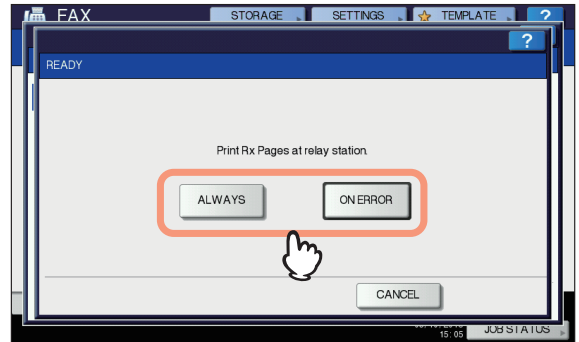 FAX
STORAGE
SETTINGS
TEMPLATE
?
?
READY
Print Rx Pages at relay station.
ALWAYS
ON ERROR
CANCEL
15:05
JOB STATUS